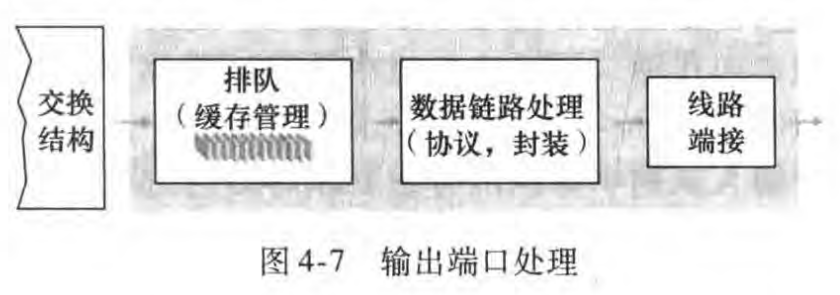 交换
结构
排队
（缓存管理）
数据链路处理
（协议，封装）
线路
端接
图 4-7 输出端口处理